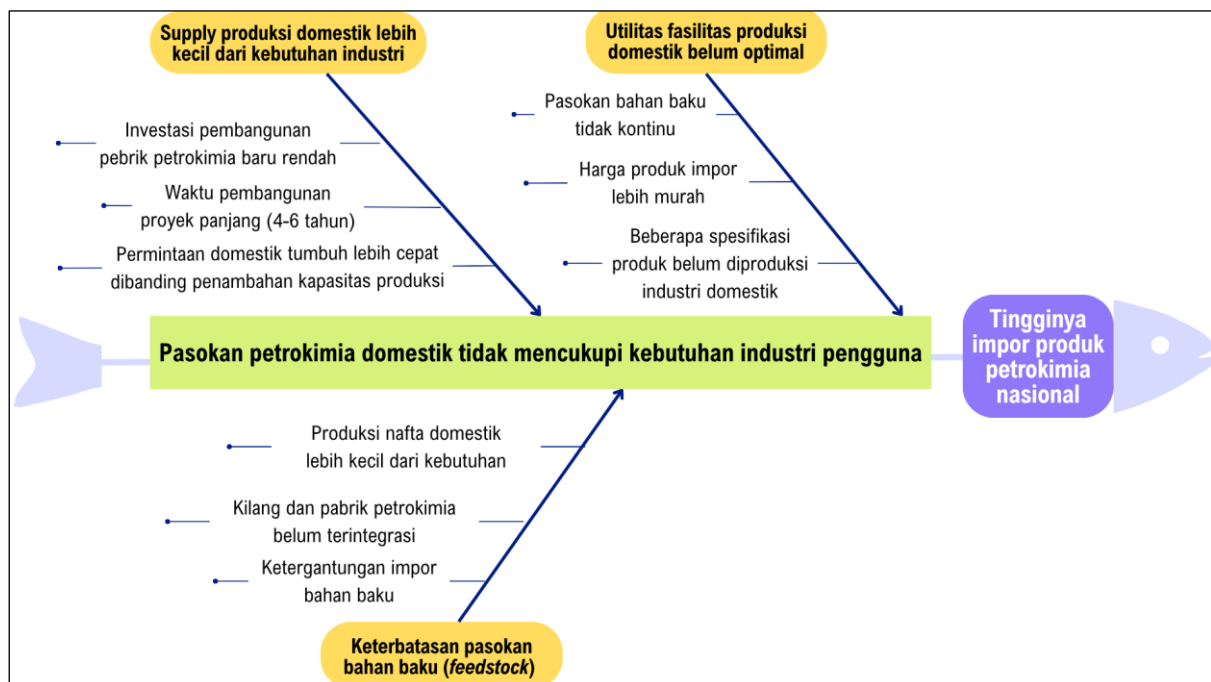 Supply produksi domestik lebih
kecil dari kebutuhan industri
Utilitas fasilitas produksi
domestik belum optimal
Investasi pembangunan
pebrik petrokimia baru rendah
Waktu pembangunan
proyek panjang (4-6 tahun)
Permintaan domestik tumbuh lebih cepat
dibanding penambahan kapasitas produksi
Pasokan bahan baku
tidak kontinu
Harga produk impor
lebih murah
Beberapa spesifikasi
produk belum diproduksi
industri domestik
Pasokan petrokimia domestik tidak mencukupi kebutuhan industri pengguna
Tingginya
impor produk
petrokimia
nasional
Produksi nafta domestik
lebih kecil dari kebutuhan
Kilang dan pabrik petrokimia
belum terintegrasi
Ketergantungan impor
bahan baku
Keterbatasan pasokan
bahan baku (feedstock)